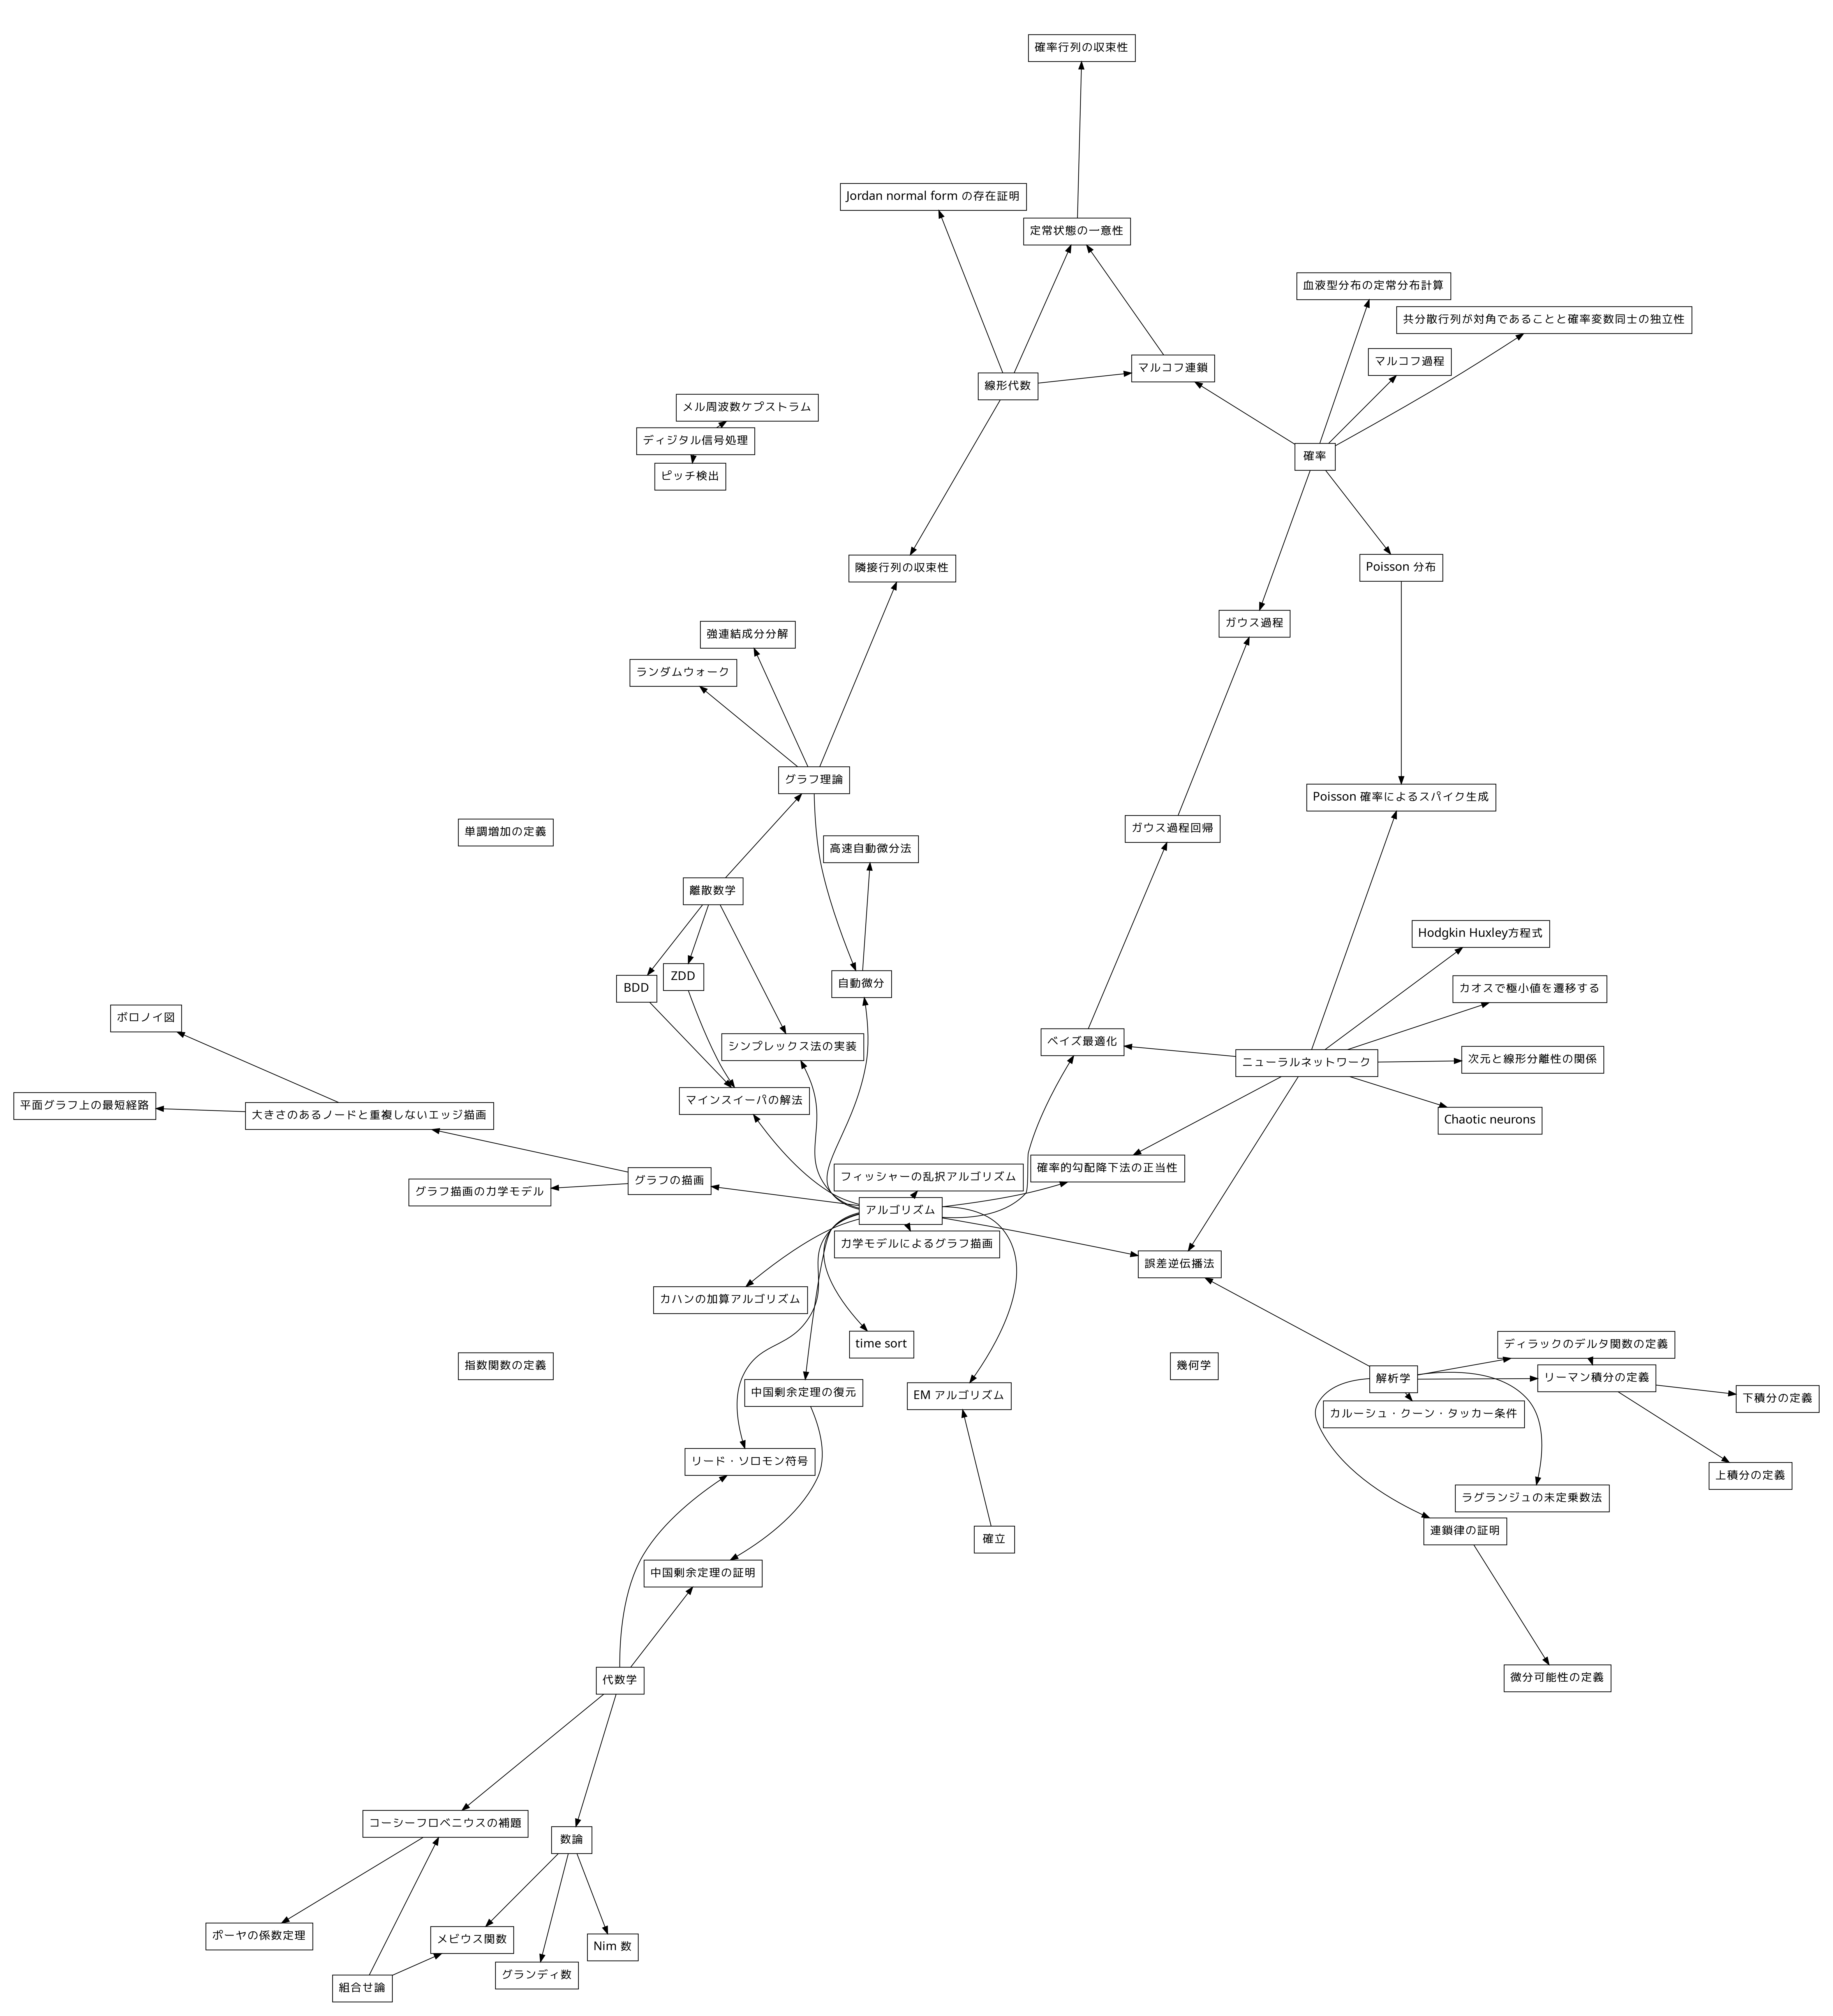 確率行列の収束性
Jordan normal form の存在証明
定常状態の一意性
血液型分布の定常分布計算
共分散行列が対角であることと確率変数同士の独立性
マルコフ過程
マルコフ連鎖
線形代数
メル周波数ケプストラム
ディジタル信号処理
確率
ピッチ検出
隣接行列の収束性
Poisson 分布
ガウス過程
強連結成分分解
ランダムウォーク
グラフ理論
Poisson 確率によるスパイク生成
単調増加の定義
ガウス過程回帰
高速自動微分法
離散数学
Hodgkin Huxley方程式
ZDD
自動微分
BDD
カオスで極小値を遷移する
ボロノイ図
シンプレックス法の実装
ベイズ最適化
ニューラルネットワーク
次元と線形分離性の関係
マインスイーパの解法
平面グラフ上の最短経路
大きさのあるノードと重複しないエッジ描画
Chaotic neurons
確率的勾配降下法の正当性
フィッシャーの乱択アルゴリズム
グラフの描画
グラフ描画の力学モデル
アルゴリズム
力学モデルによるグラフ描画
誤差逆伝播法
カハンの加算アルゴリズム
time sort
ディラックのデルタ関数の定義
指数関数の定義
幾何学
解析学
リーマン積分の定義
中国剰余定理の復元
EM アルゴリズム
下積分の定義
カルーシュ・クーン・タッカー条件
リード・ソロモン符号
上積分の定義
ラグランジュの未定乗数法
確立
連鎖律の証明
中国剰余定理の証明
代数学
微分可能性の定義
コーシーフロベニウスの補題
数論
ポーヤの係数定理
メビウス関数
Nim 数
グランディ数
組合せ論